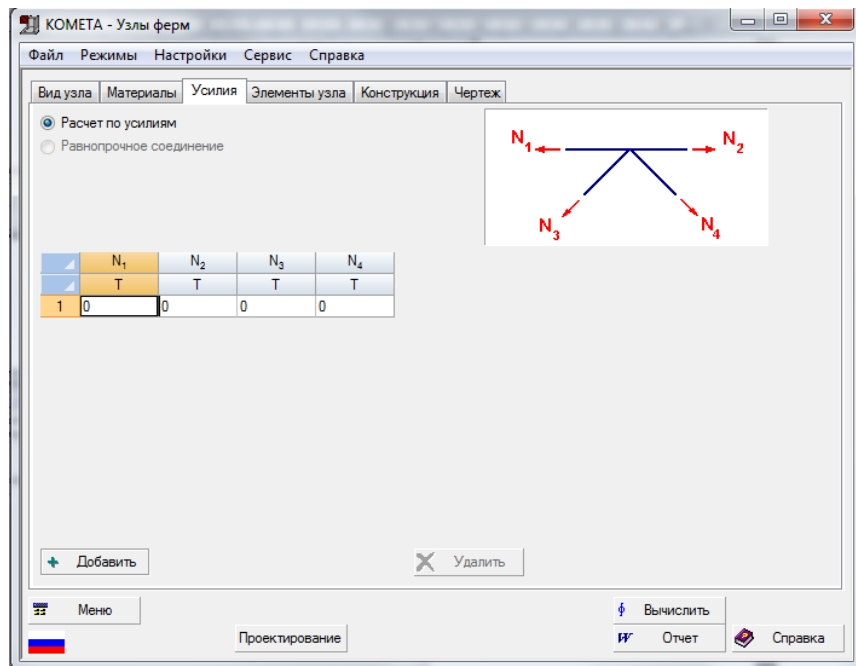 КОМЕТА - Узлы ферм
Файл Режимы Настройки Сервис Справка
Вид узла Материалы Усилия Элементы узла Конструкция Чертеж
Расчет по усилиям
Равнопрочное соединение
N1 N2
N3 N4
N1 N2 N3 N4
Т Т Т Т
1 0 0 0 0
Добавить Удалить
Меню Вычислить
Проектирование Отчет Справка